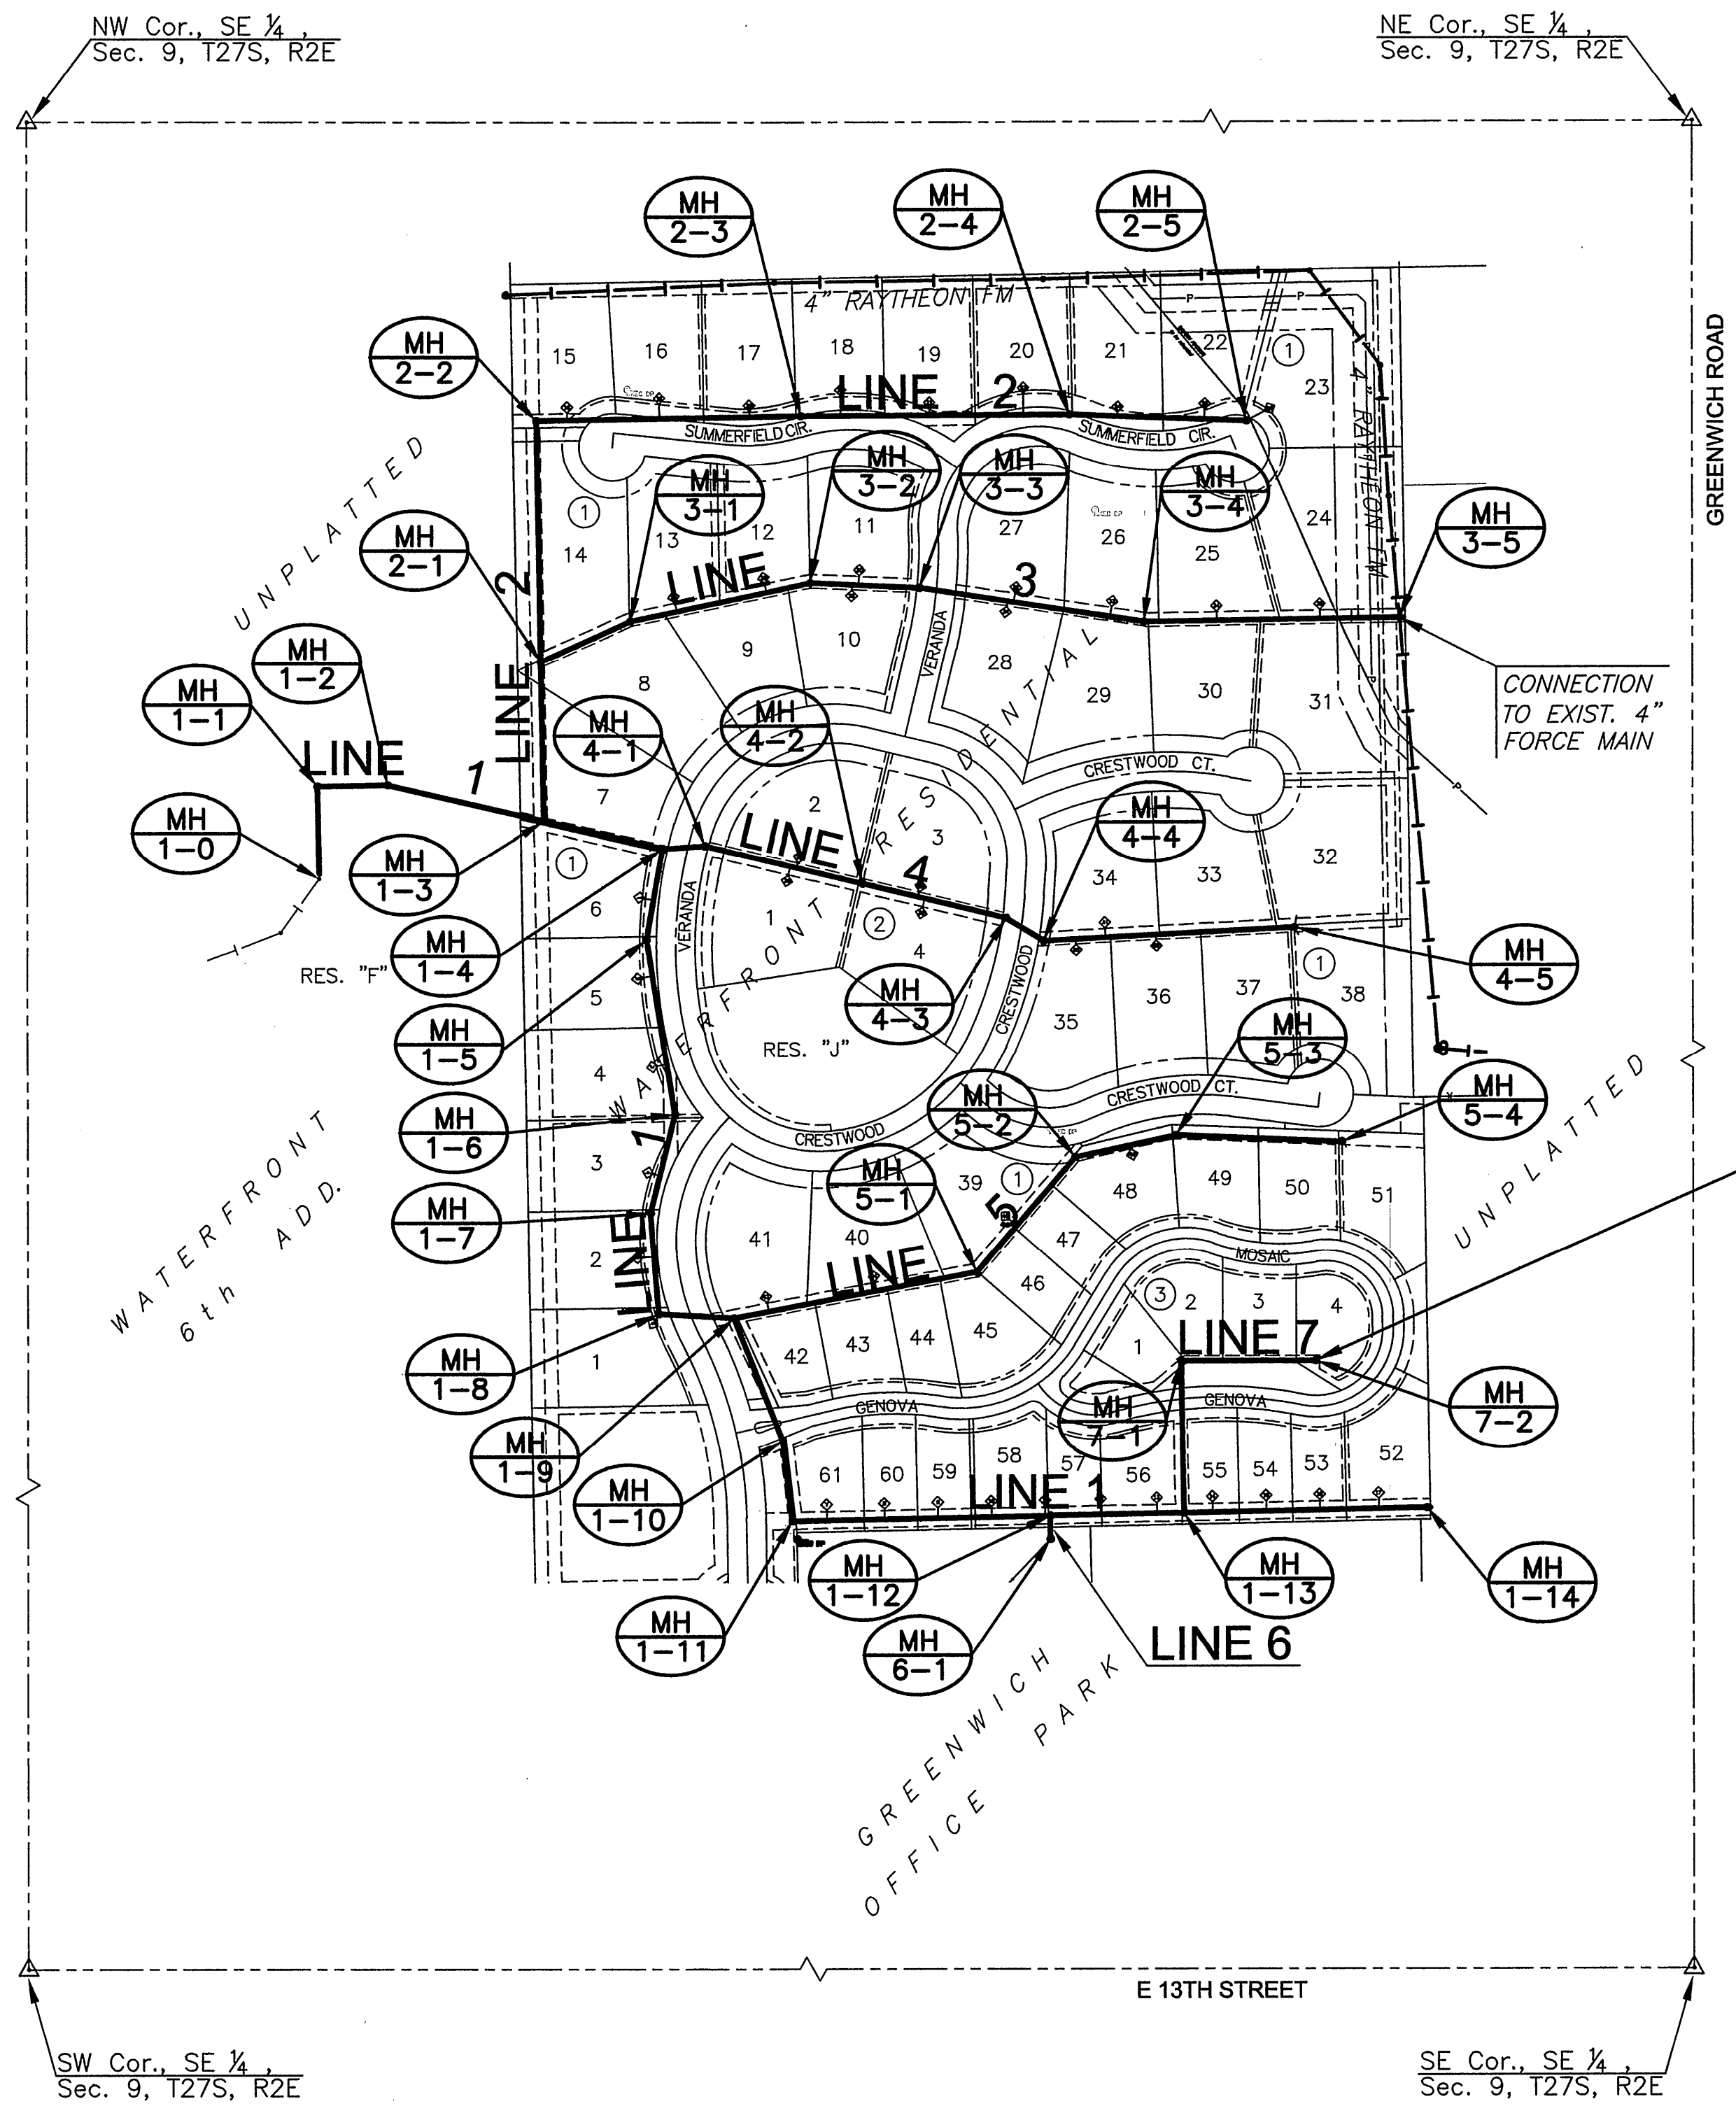 NW Cor., SE ¼ ,
Sec. 9, T27S, R2E
NE Cor., SE ¼ ,
Sec. 9, T27S, R2E
GREENWICH ROAD
MH
2-3
MH
2-4
MH
2-5
4" RAYTHEON FM
MH
2-2
15
16
17
18
19
20
21
22
1
23
4" RAYTHEON FM
LINE 2
SUMMERFIELD CIR.
SUMMERFIELD CIR.
UNPLATTED
MH
3-1
MH
3-2
MH
3-3
MH
3-4
MH
3-5
1
14
13
12
11
27
26
25
24
MH
2-1
LINE 2
LINE 3
VERANDA
MH
1-2
MH
1-1
8
9
10
28
29
30
31
CONNECTION
TO EXIST. 4"
FORCE MAIN
MH
4-1
MH
4-2
LINE 1
7
2
3
CRESTWOOD CT.
MH
1-0
MH
4-4
MH
1-3
1
LINE 4
34
33
32
6
VERANDA
1
2
4
RES. "F"
MH
1-4
WATERFRONT RESIDENTIAL
MH
4-3
CRESTWOOD
MH
4-5
1
5
35
36
37
38
MH
1-5
RES. "J"
MH
5-3
4
MH
5-2
CRESTWOOD CT.
MH
5-4
CRESTWOOD
MH
1-6
WATERFRONT
6th ADD.
UNPLATTED
3
MH
5-1
39
1
48
49
50
51
MH
1-7
LINE 1
2
41
40
LINE 5
47
46
MOSAIC
3
2
3
4
1
42
43
44
45
1
LINE 7
MH
1-8
GENOVA
GENOVA
MH
7-1
MH
7-2
MH
1-9
MH
1-10
61
60
59
58
57
56
55
54
53
52
LINE 1
MH
1-12
MH
1-13
MH
1-14
MH
1-11
MH
6-1
LINE 6
GREENWICH
OFFICE PARK
E 13TH STREET
SW Cor., SE ¼ ,
Sec. 9, T27S, R2E
SE Cor., SE ¼ ,
Sec. 9, T27S, R2E